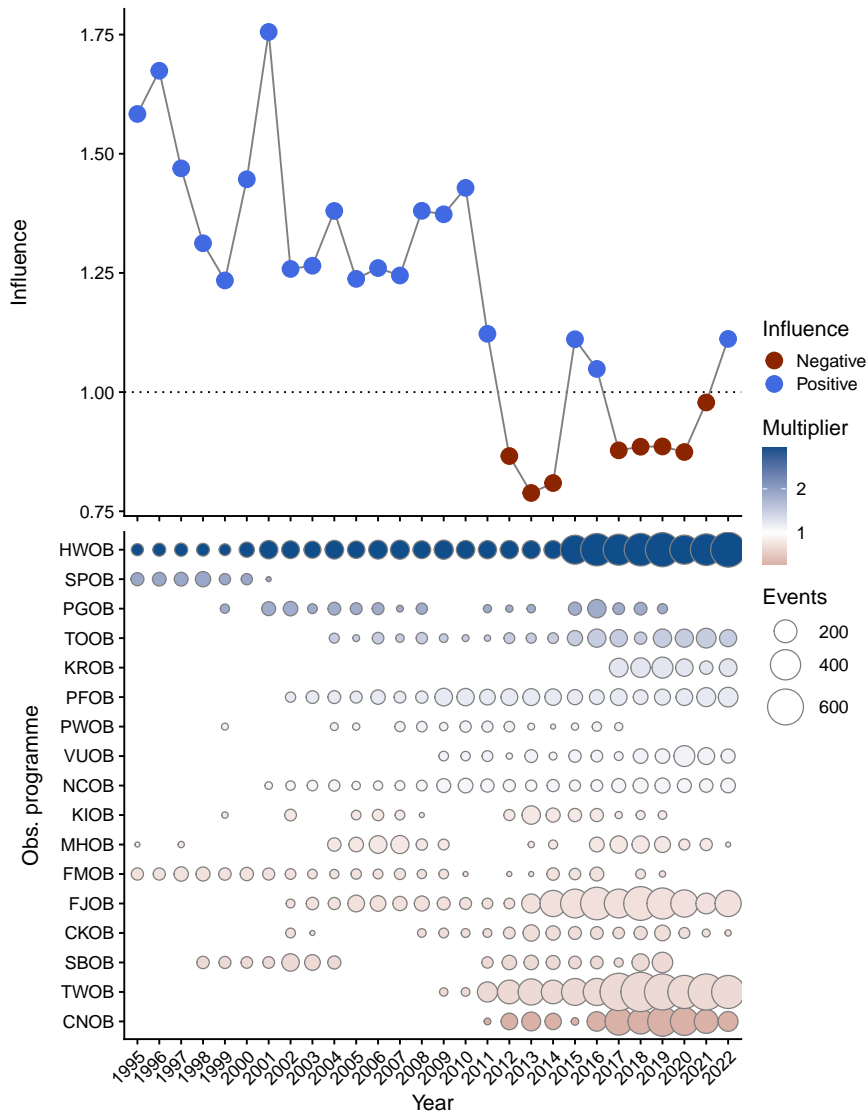 1.75
1.50
1.25
1.00
0.75
Influence
HWOB
SPOB
PGOB
TOOB
KROB
PFOB
PWOB
VUOB
NCOB
KIOB
MHOB
FMOB
FJOB
CKOB
SBOB
TWOB
CNOB
Obs. programme
1995
1996
1997
1998
1999
2000
2001
2002
2003
2004
2005
2006
2007
2008
2009
2010
2011
2012
2013
2014
2015
2016
2017
2018
2019
2020
2021
2022
Year
Influence
Negative
Positive
Multiplier
2
1
Events
200
400
600